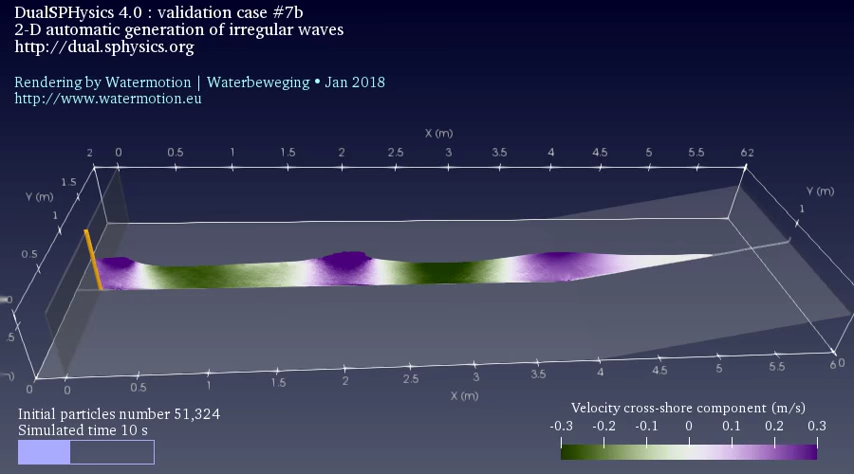 DualSPHysics 4.0 : validation case #7b
2-D automatic generation of irregular waves
http://dual.sphysics.org
Rendering by Watermotion | Waterbeweging • Jan 2018
http://www.watermotion.eu
X (m)
2 0 0.5 1 1.5 2 2.5 3 3.5 4 4.5 5 5.5 62
Y (m) 1.5 1 0.5
Y (m) 1
0 0 0.5 1 1.5 2 2.5 3 3.5 4 4.5 5 5.5 60
X (m)
Initial particles number 51,324
Simulated time 10 s
Velocity cross-shore component (m/s)
-0.3 -0.2 -0.1 0 0.1 0.2 0.3